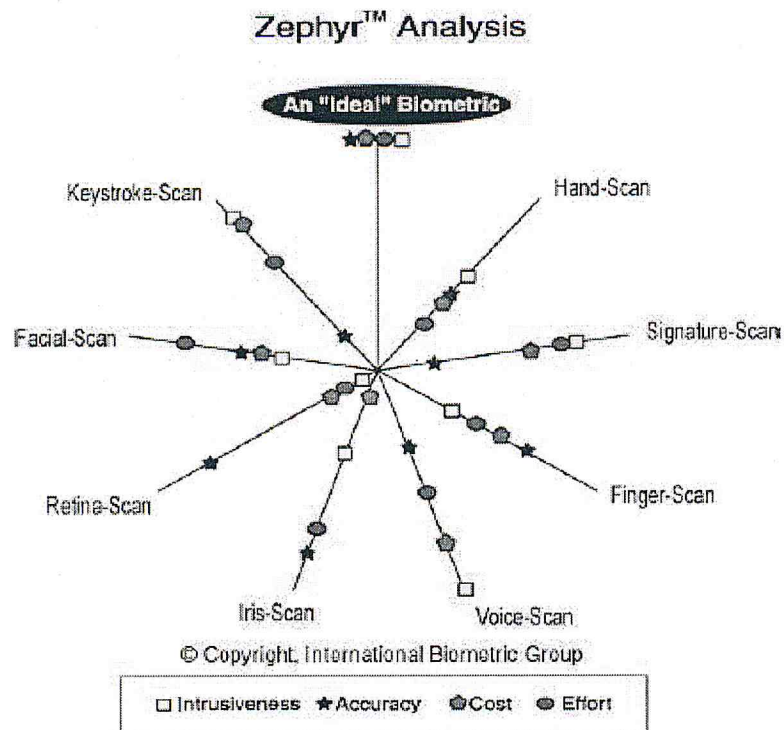 Zephyr™ Analysis
An "Ideal" Biometric
Keystroke-Scan
Hand-Scan
Facial-Scan
Signature-Scan
Retina-Scan
Finger-Scan
Iris-Scan
Voice-Scan
© Copyright, International Biometric Group
Intrusiveness Accuracy Cost Effort